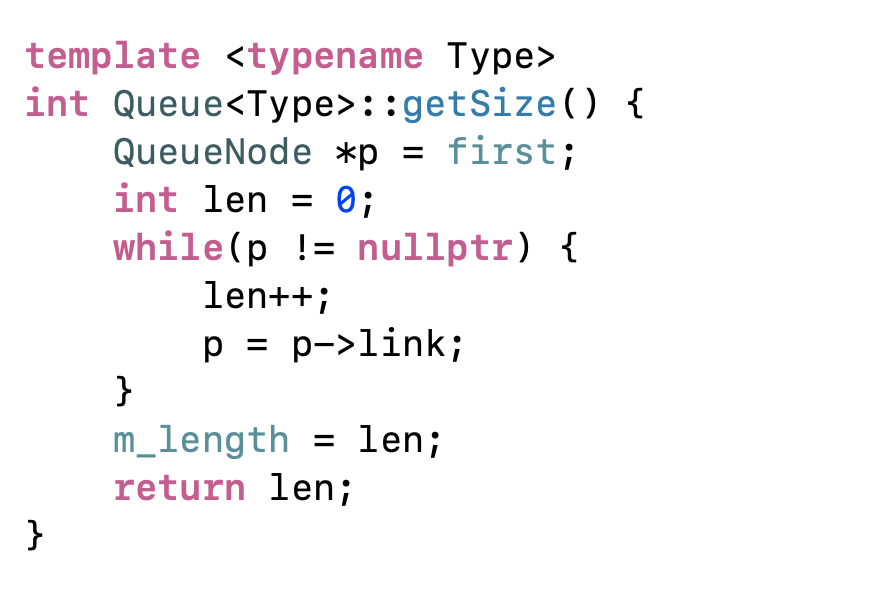 template <typename Type>
int Queue<Type>::getSize() {
    QueueNode *p = first;
    int len = 0;
    while(p != nullptr) {
        len++;
        p = p->link;
    }
    m_length = len;
    return len;
}